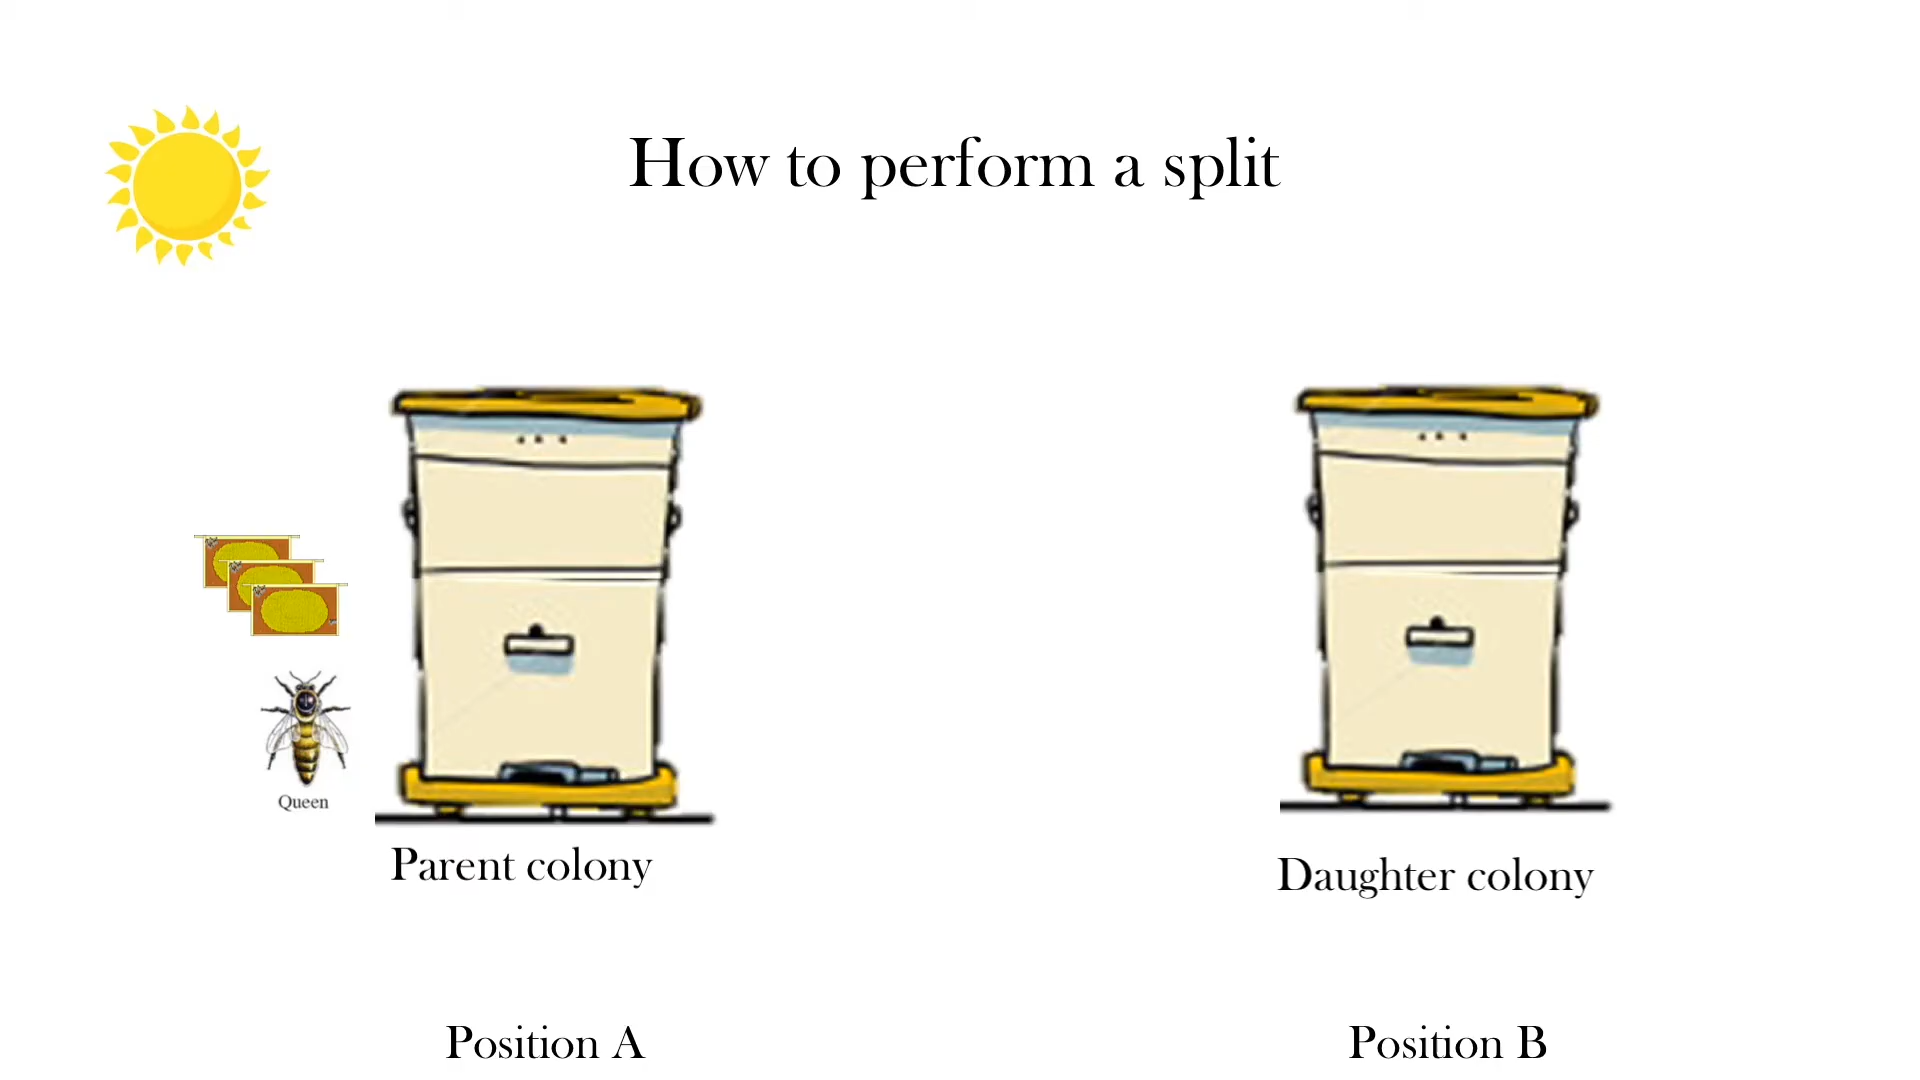 How to perform a split
Queen
Parent colony
Daughter colony
Position A
Position B